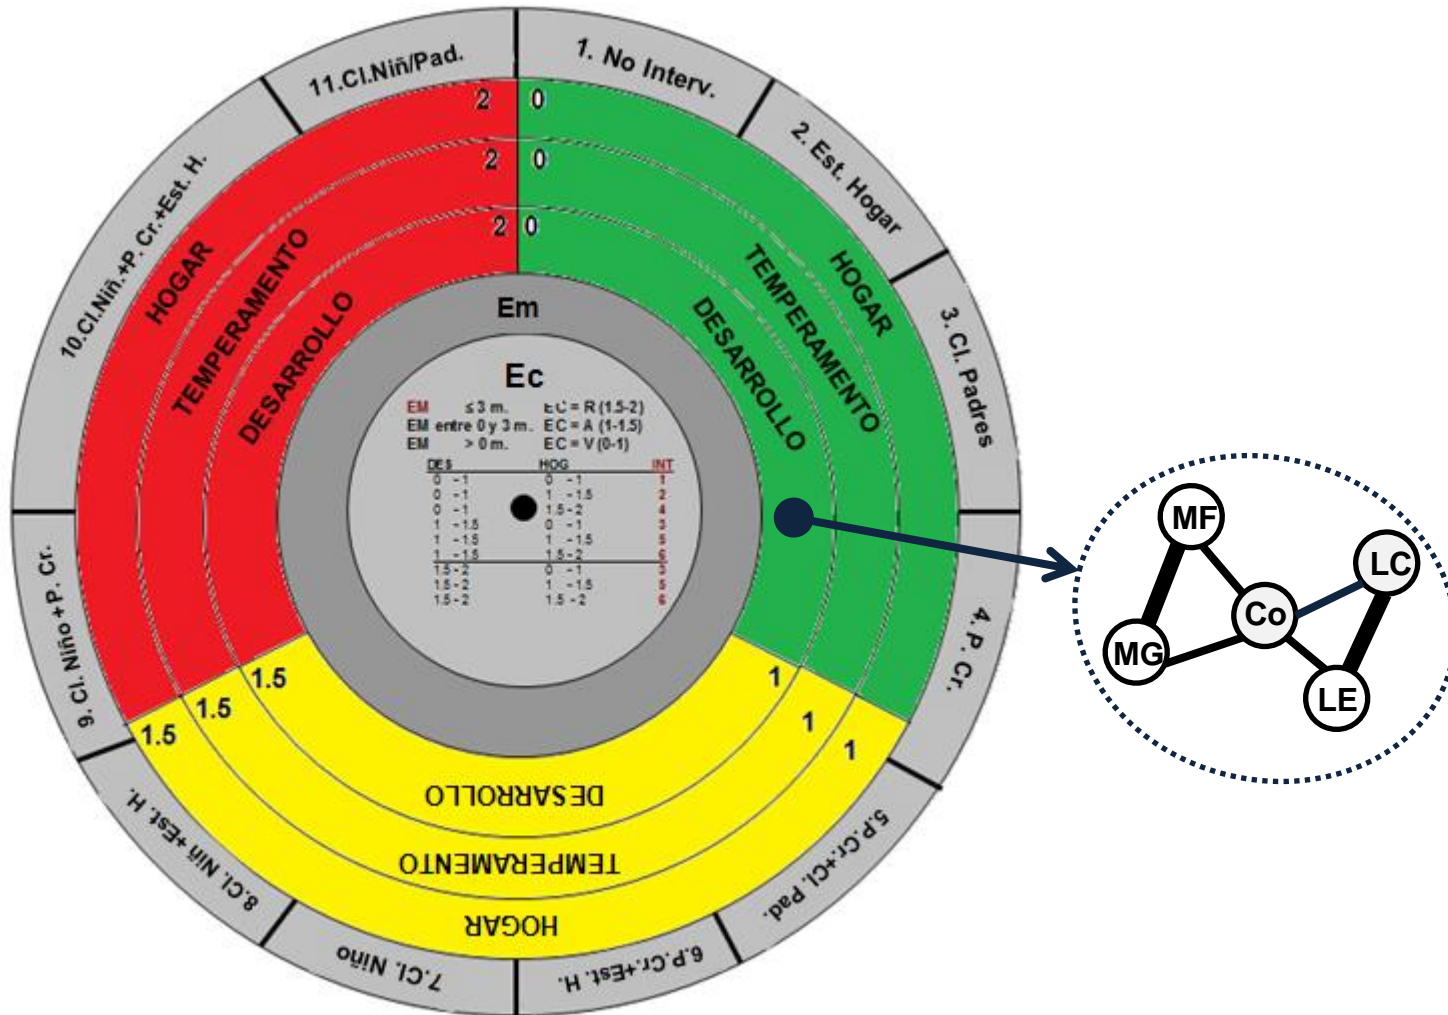 1. No Interv.
2. Est. Hogar
3. Cl. Padres
4. P. Cr.
5.P.Cr.+Cl. Pad.
6.P.Cr.+Est. H.
7.Cl. Niño
8.Cl. Niñ+Est. H.
9. Cl. Niño + P. Cr.
10.Cl.Niñ.+P. Cr.+Est. H.
11.Cl.Niñ/Pad.
2 0
2 0
2 0
HOGAR
TEMPERAMENTO
DESARROLLO
HOGAR
TEMPERAMENTO
DESARROLLO
1.5
1.5
1.5
1
1
1
DESARROLLO
TEMPERAMENTO
HOGAR
Em
Ec
EM ≤ 3 m. EC = R (1.5-2)
EM entre 0 y 3 m. EC = A (1-1.5)
EM > 0 m. EC = V (0-1)
DES HOG INT
0 - 1 0 - 1 1
0 - 1 1 - 1.5 2
0 - 1 1.5 - 2 4
1 - 1.5 0 - 1 3
1 - 1.5 1 - 1.5 5
1 - 1.5 1.5 - 2 6
1.5 - 2 0 - 1 3
1.5 - 2 1 - 1.5 5
1.5 - 2 1.5 - 2 6
MF
LC
Co
MG
LE